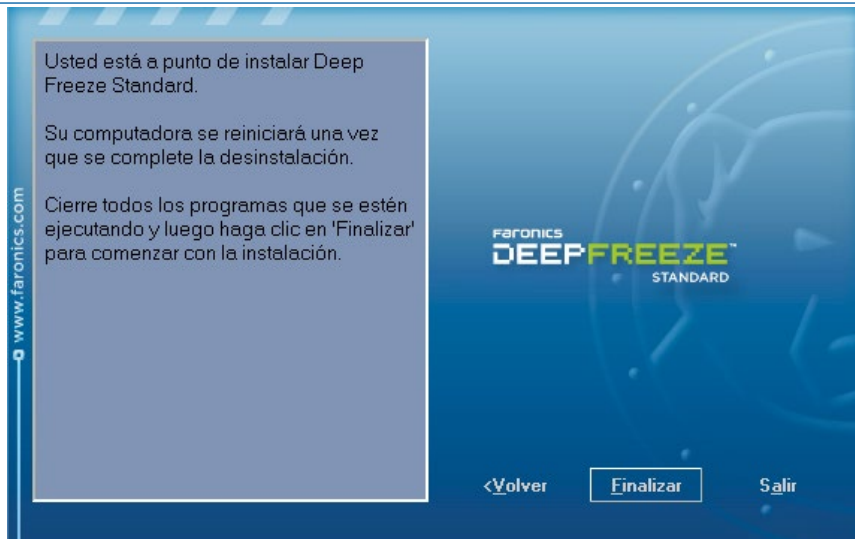 Usted está a punto de instalar Deep
Freeze Standard.
Su computadora se reiniciará una vez
que se complete la desinstalación.
Cierre todos los programas que se estén
ejecutando y luego haga clic en 'Finalizar'
para comenzar con la instalación.
www.faronics.com
Faronics
DEEPFREEZE™
STANDARD
<Volver
Finalizar
Salir